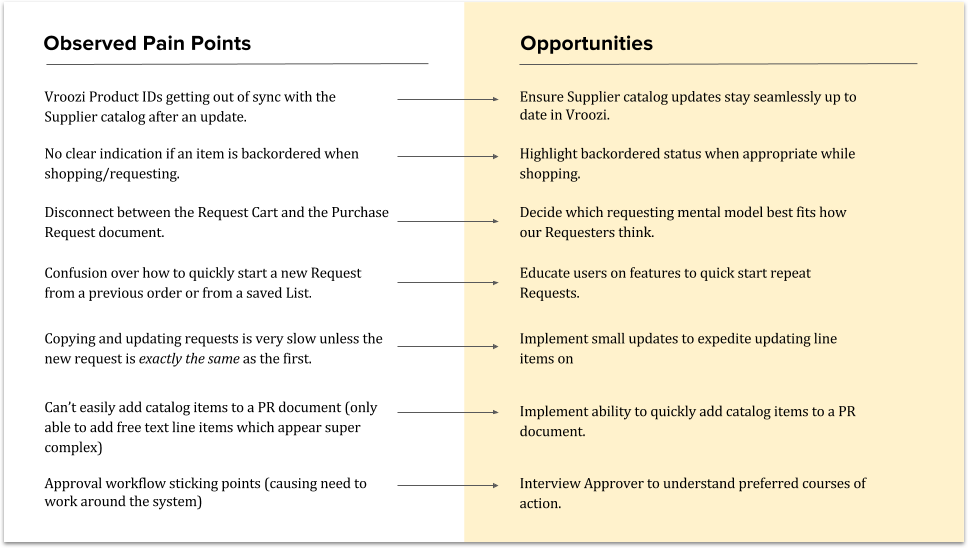 Observed Pain Points
Opportunities
Vroozi Product IDs getting out of sync with the
Supplier catalog after an update.
Ensure Supplier catalog updates stay seamlessly up to
date in Vroozi.
No clear indication if an item is backordered when
shopping/requesting.
Highlight backordered status when appropriate while
shopping.
Disconnect between the Request Cart and the Purchase
Request document.
Decide which requesting mental model best fits how
our Requesters think.
Confusion over how to quickly start a new Request
from a previous order or from a saved List.
Educate users on features to quick start repeat
Requests.
Copying and updating requests is very slow unless the
new request is exactly the same as the first.
Implement small updates to expedite updating line
items on
Can’t easily add catalog items to a PR document (only
able to add free text line items which appear super
complex)
Implement ability to quickly add catalog items to a PR
document.
Approval workflow sticking points (causing need to
work around the system)
Interview Approver to understand preferred courses of
action.